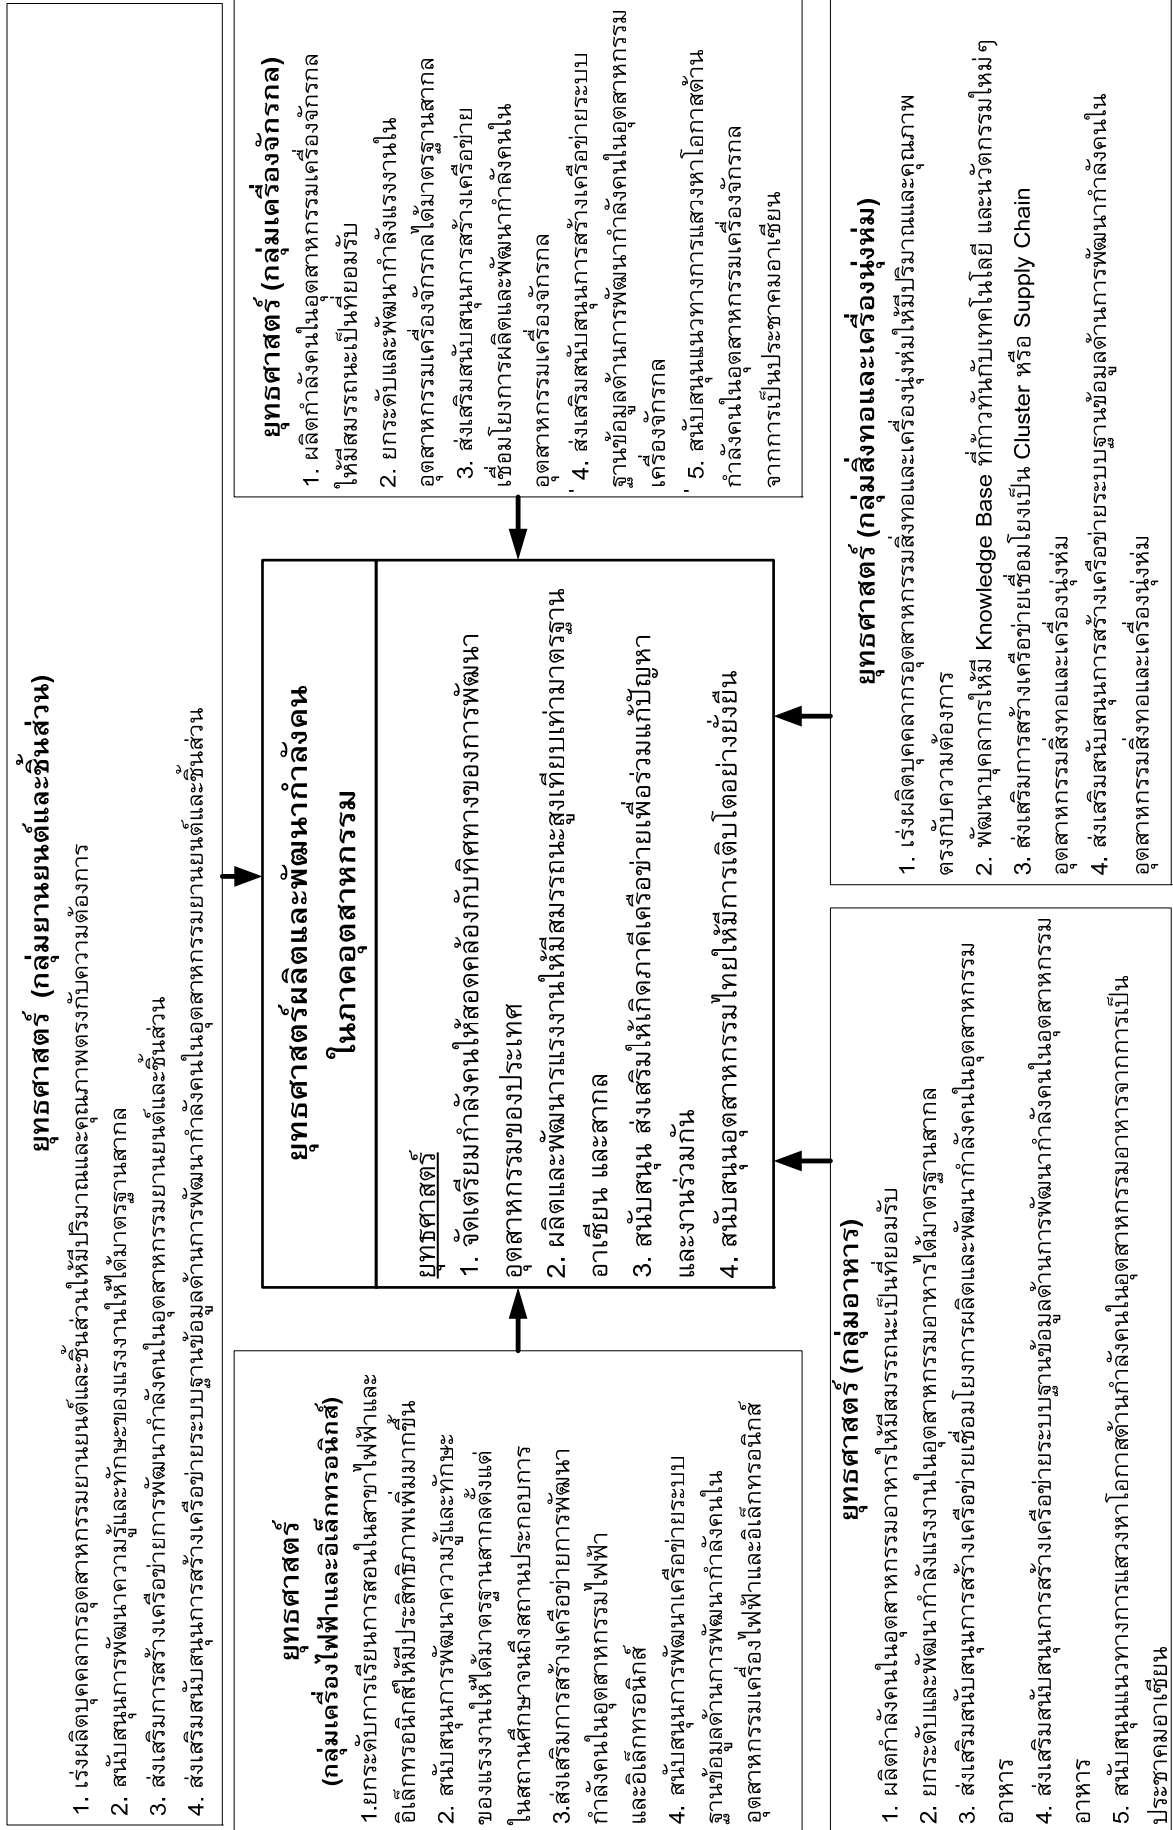 ยุทธศาสตร์ (กลุ่มยานยนต์และชิ้นส่วน)
1. เร่งผลิตบุคคลากรอุตสาหกรรมยานยนต์และชิ้นส่วนให้มีปริมาณและคุณภาพตรงกับความต้องการ
2. สนับสนุนการพัฒนาความรู้และทักษะของแรงงานให้ได้มาตรฐานสากล
3. ส่งเสริมการสร้างเครือข่ายการพัฒนากำลังคนในอุตสาหกรรมยานยนต์และชิ้นส่วน
4. ส่งเสริมสนับสนุนการสร้างเครือข่ายระบบฐานข้อมูลด้านการพัฒนากำลังคนในอุตสาหกรรมยานยนต์และชิ้นส่วน
ยุทธศาสตร์
(กลุ่มเครื่องไฟฟ้าและอิเล็กทรอนิกส์)
1.ยกระดับการเรียนการสอนในสาขาไฟฟ้าและ
อิเล็กทรอนิกส์ให้มีประสิทธิภาพเพิ่มมากขึ้น
2. สนับสนุนการพัฒนาความรู้และทักษะ
ของแรงงานให้ได้มาตรฐานสากลตั้งแต่
ในสถานศึกษาจนถึงสถานประกอบการ
3.ส่งเสริมการสร้างเครือข่ายการพัฒนา
กำลังคนในอุตสาหกรรมไฟฟ้า
และอิเล็กทรอนิกส์
4. สนับสนุนการพัฒนาเครือข่ายระบบ
ฐานข้อมูลด้านการพัฒนากำลังคนใน
อุตสาหกรรมเครื่องไฟฟ้าและอิเล็กทรอนิกส์
ยุทธศาสตร์ผลิตและพัฒนากำลังคน
ในภาคอุตสาหกรรม
ยุทธศาสตร์
1. จัดเตรียมกำลังคนให้สอดคล้องกับทิศทางของการพัฒนา
อุตสาหกรรมของประเทศ
2. ผลิตและพัฒนารแรงงานให้มีสมรรถนะสูงเทียบเท่ามาตรฐาน
อาเซียน และสากล
3. สนับสนุน ส่งเสริมให้เกิดภาคีเครือข่ายเพื่อร่วมแก้ปัญหา
และงานร่วมกัน
4. สนับสนุนอุตสาหกรรมไทยให้มีการเติบโตอย่างยั่งยืน
ยุทธศาสตร์ (กลุ่มเครื่องจักรกล)
1. ผลิตกำลังคนในอุตสาหกรรมเครื่องจักรกล
ให้มีสมรรถนะเป็นที่ยอมรับ
2. ยกระดับและพัฒนากำลังแรงงานใน
อุตสาหกรรมเครื่องจักรกลได้มาตรฐานสากล
3. ส่งเสริมสนับสนุนการสร้างเครือข่าย
เชื่อมโยงการผลิตและพัฒนากำลังคนใน
อุตสาหกรรมเครื่องจักรกล
' 4. ส่งเสริมสนับสนุนการสร้างเครือข่ายระบบ
ฐานข้อมูลด้านการพัฒนากำลังคนในอุตสาหกรรม
เครื่องจักรกล
' 5. สนับสนุนแนวทางการแสวงหาโอกาสด้าน
กำลังคนในอุตสาหกรรมเครื่องจักรกล
จากการเป็นประชาคมอาเซียน
ยุทธศาสตร์ (กลุ่มอาหาร)
1. ผลิตกำลังคนในอุตสาหกรรมอาหารให้มีสมรรถนะเป็นที่ยอมรับ
2. ยกระดับและพัฒนากำลังแรงงานในอุตสาหกรรมอาหารได้มาตรฐานสากล
3. ส่งเสริมสนับสนุนการสร้างเครือข่ายเชื่อมโยงการผลิตและพัฒนากำลังคนในอุตสาหกรรม
อาหาร
4. ส่งเสริมสนับสนุนการสร้างเครือข่ายระบบฐานข้อมูลด้านการพัฒนากำลังคนในอุตสาหกรรม
อาหาร
5. สนับสนุนแนวทางการแสวงหาโอกาสด้านกำลังคนในอุตสาหกรรมอาหารจากการเป็น
ประชาคมอาเซียน
ยุทธศาสตร์ (กลุ่มสิ่งทอและเครื่องนุ่งห่ม)
1. เร่งผลิตบุคคลากรอุตสาหกรรมสิ่งทอและเครื่องนุ่งห่มให้มีปริมาณและคุณภาพ
ตรงกับความต้องการ
2. พัฒนาบุคลากรให้มี Knowledge Base ที่ก้าวทันกับเทคโนโลยี และนวัตกรรมใหม่ๆ
3. ส่งเสริมการสร้างเครือข่ายเชื่อมโยงเป็น Cluster หรือ Supply Chain
อุตสาหกรรมสิ่งทอและเครื่องนุ่งห่ม
4. ส่งเสริมสนับสนุนการสร้างเครือข่ายระบบฐานข้อมูลด้านการพัฒนากำลังคนใน
อุตสาหกรรมสิ่งทอและเครื่องนุ่งห่ม